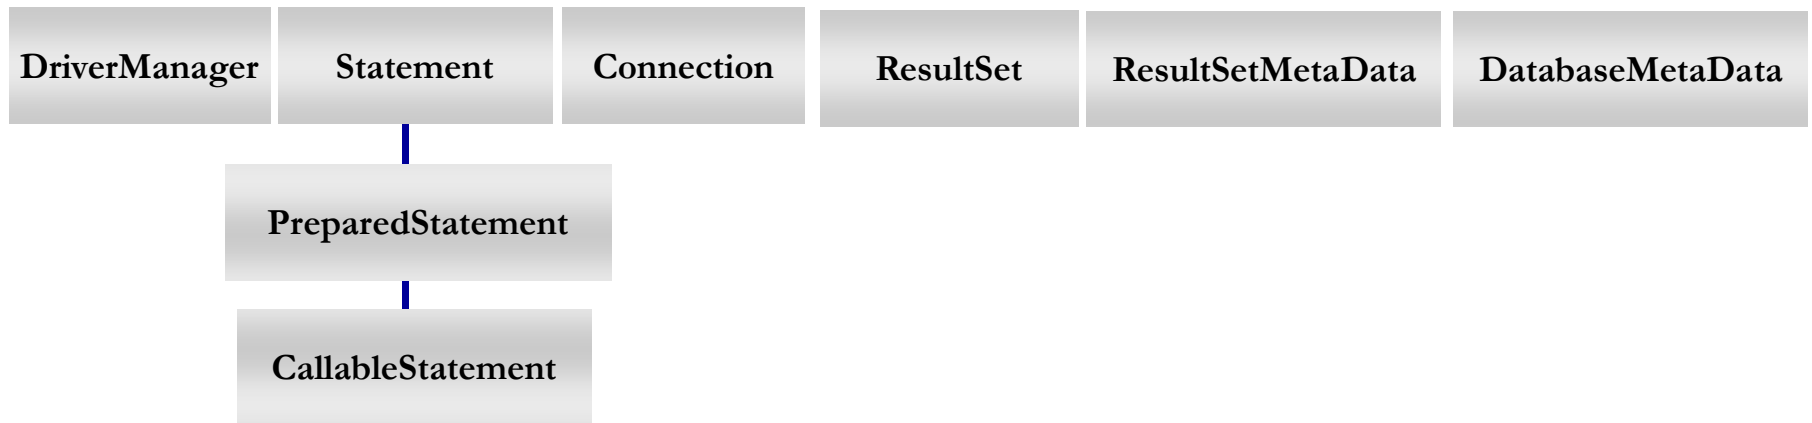 DriverManager
Statement
Connection
ResultSet
ResultSetMetaData
DatabaseMetaData
PreparedStatement
CallableStatement